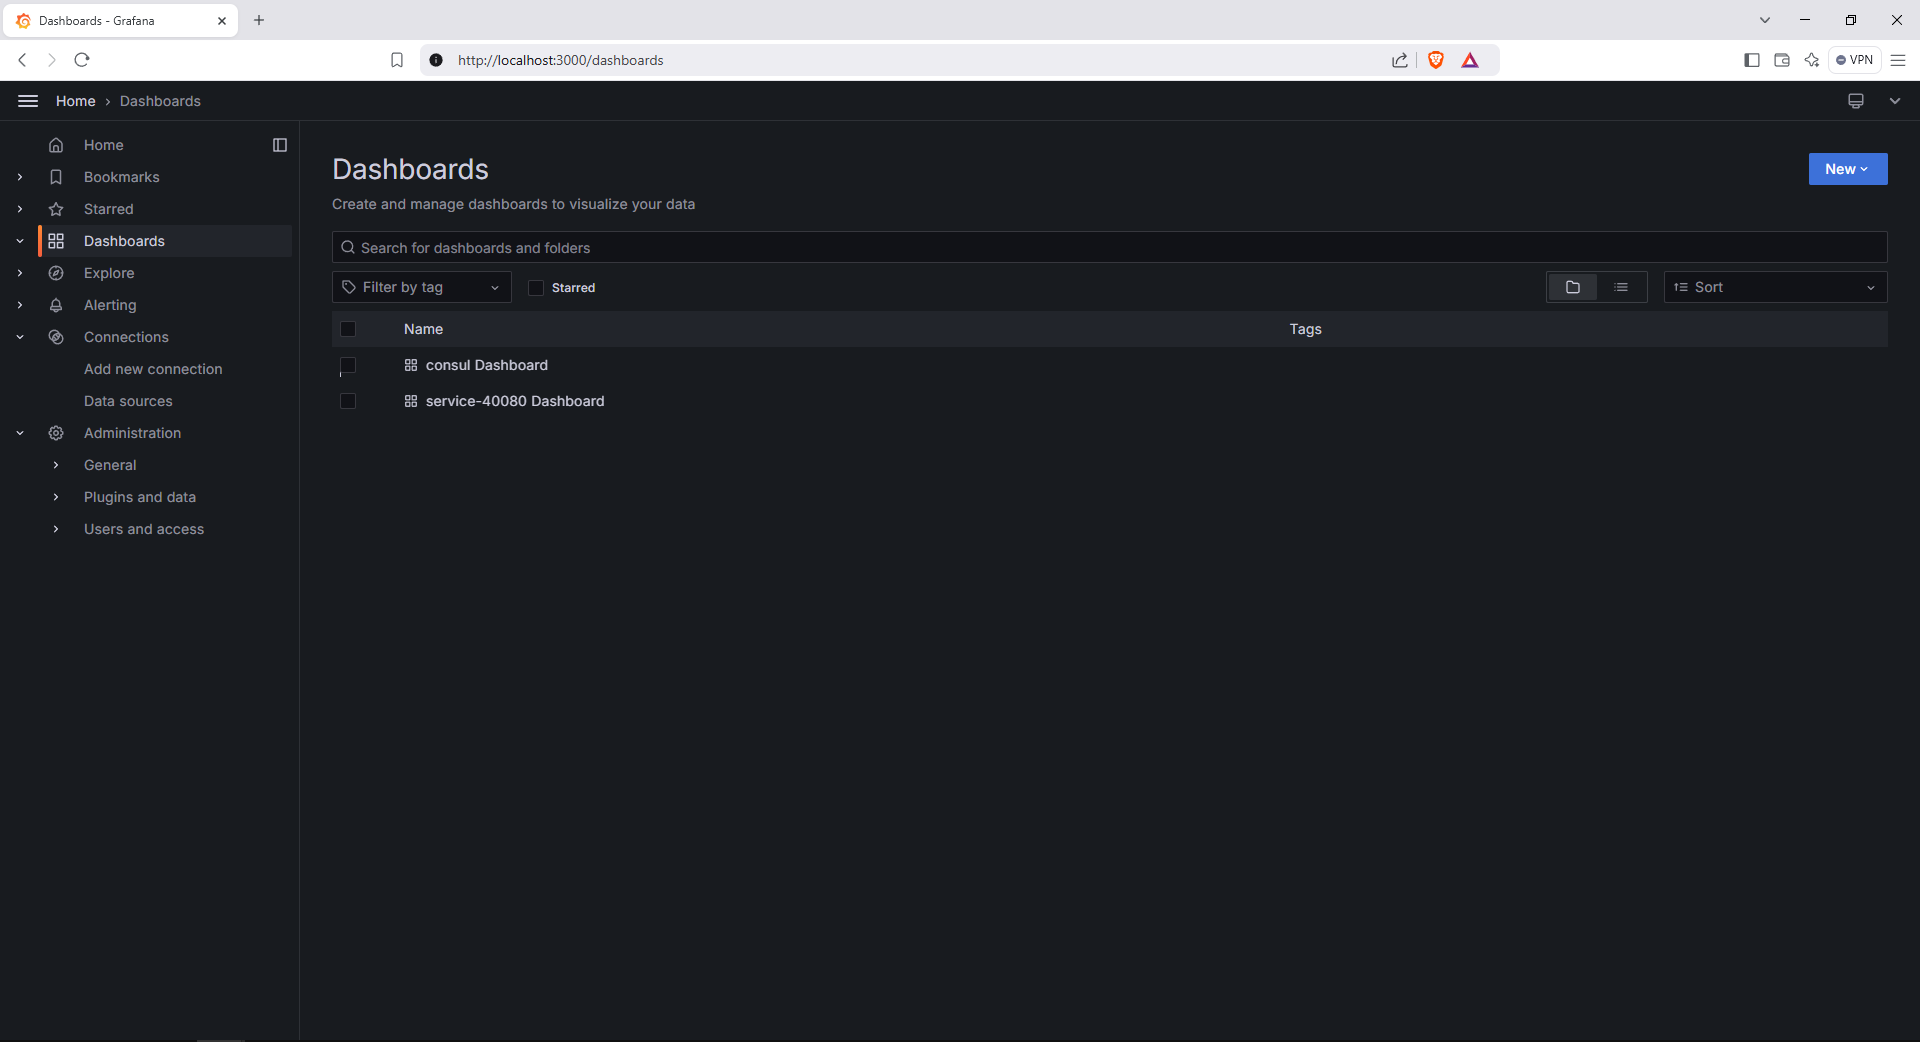 Dashboards - Grafana
http://localhost:3000/dashboards
VPN
Home › Dashboards
Home
Bookmarks
Starred
Dashboards
Explore
Alerting
Connections
Add new connection
Data sources
Administration
General
Plugins and data
Users and access
Dashboards
New
Create and manage dashboards to visualize your data
Search for dashboards and folders
Filter by tag
Starred
Sort
Name Tags
consul Dashboard
service-40080 Dashboard